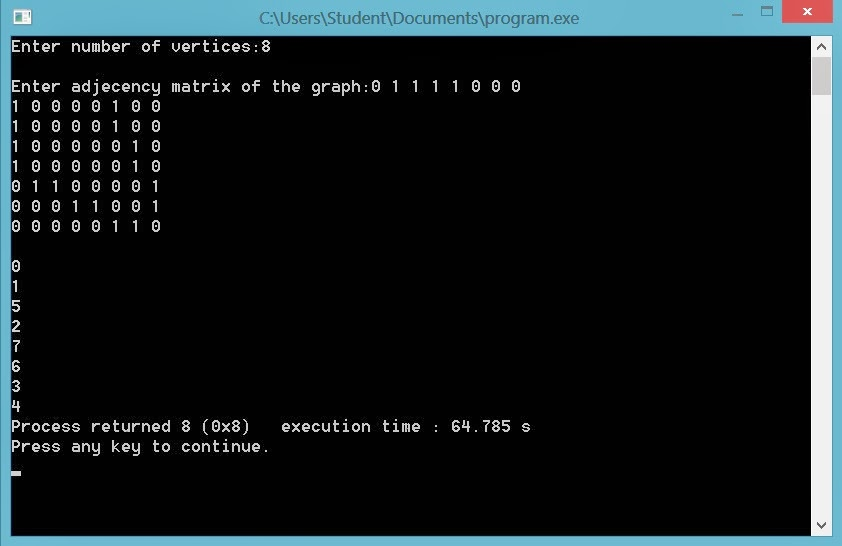 C:\Users\Student\Documents\program.exe
Enter number of vertices:8
Enter adjecency matrix of the graph:0 1 1 1 1 0 0 0
1 0 0 0 0 1 0 0
1 0 0 0 0 1 0 0
1 0 0 0 0 0 1 0
1 0 0 0 0 0 1 0
0 1 1 0 0 0 0 1
0 0 0 1 1 0 0 1
0 0 0 0 0 1 1 0
0
1
5
2
7
6
3
4
Process returned 8 (0x8)   execution time : 64.785 s
Press any key to continue.